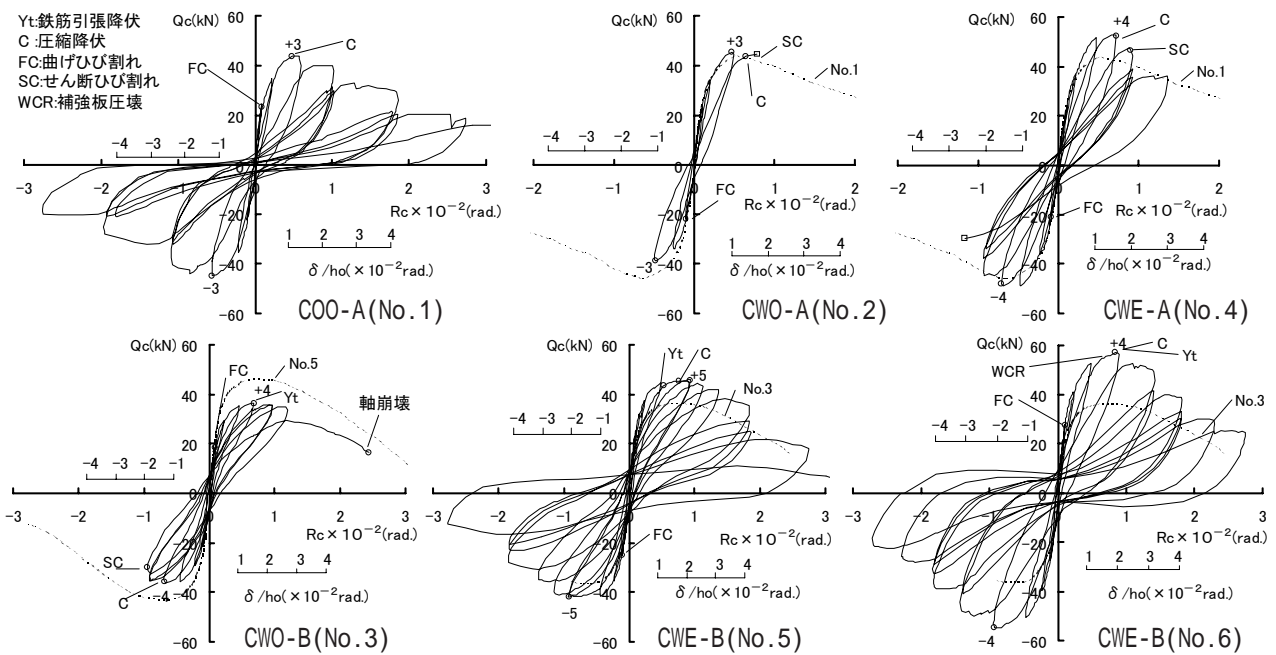 Yt:鉄筋引張降伏
C :圧縮降伏
FC:曲げひび割れ
SC:せん断ひび割れ
WCR:補強板圧壊
Qc(kN) 60
40
20
0
-20
-40
-60
+3
C
FC
-4 -3 -2 -1
-3 -2 1 0 1 2 3
Rc×10⁻²(rad.)
1 2 3 4
δ/ho(×10⁻²rad.)
-3
COO-A(No.1)
Qc(kN) 60
40
20
0
-20
-40
-60
+3
SC
No.1
C
-4 -3 -2 -1
-2 -1 0 1 2
FC
Rc×10⁻²(rad.)
1 2 3 4
δ/ho(×10⁻²rad.)
-3
CWO-A(No.2)
Qc(kN) 60
40
20
0
-20
-40
-60
+4
C
SC
No.1
-4 -3 -2 -1
-2 -1 0 1 2
FC
Rc×10⁻²(rad.)
1 2 3 4
δ/ho(×10⁻²rad.)
-4
CWE-A(No.4)
Qc(kN) 60
40
20
0
-20
-40
-60
FC
No.5
+4
Yt
軸崩壊
-4 -3 -2 -1
-3 -2 -1 0 1 2 3
Rc×10⁻²(rad.)
1 2 3 4
δ/ho(×10⁻²rad.)
SC
C
-4
CWO-B(No.3)
Qc(kN) 60
40
20
0
-20
-40
-60
Yt
C
+5
No.3
-4 -3 -2 -1
-3 -2 -1 0 1 2 3
Rc×10⁻²(rad.)
FC
1 2 3 4
δ/ho(×10⁻²rad.)
-5
CWE-B(No.5)
Qc(kN) 60
40
20
0
-20
-40
-60
+4
C
Yt
WCR
FC
No.3
-4 -3 -2 -1
-3 -2 -1 0 1 2 3
Rc×10⁻²(rad.)
1 2 3 4
δ/ho(×10⁻²rad.)
-4
CWE-B(No.6)